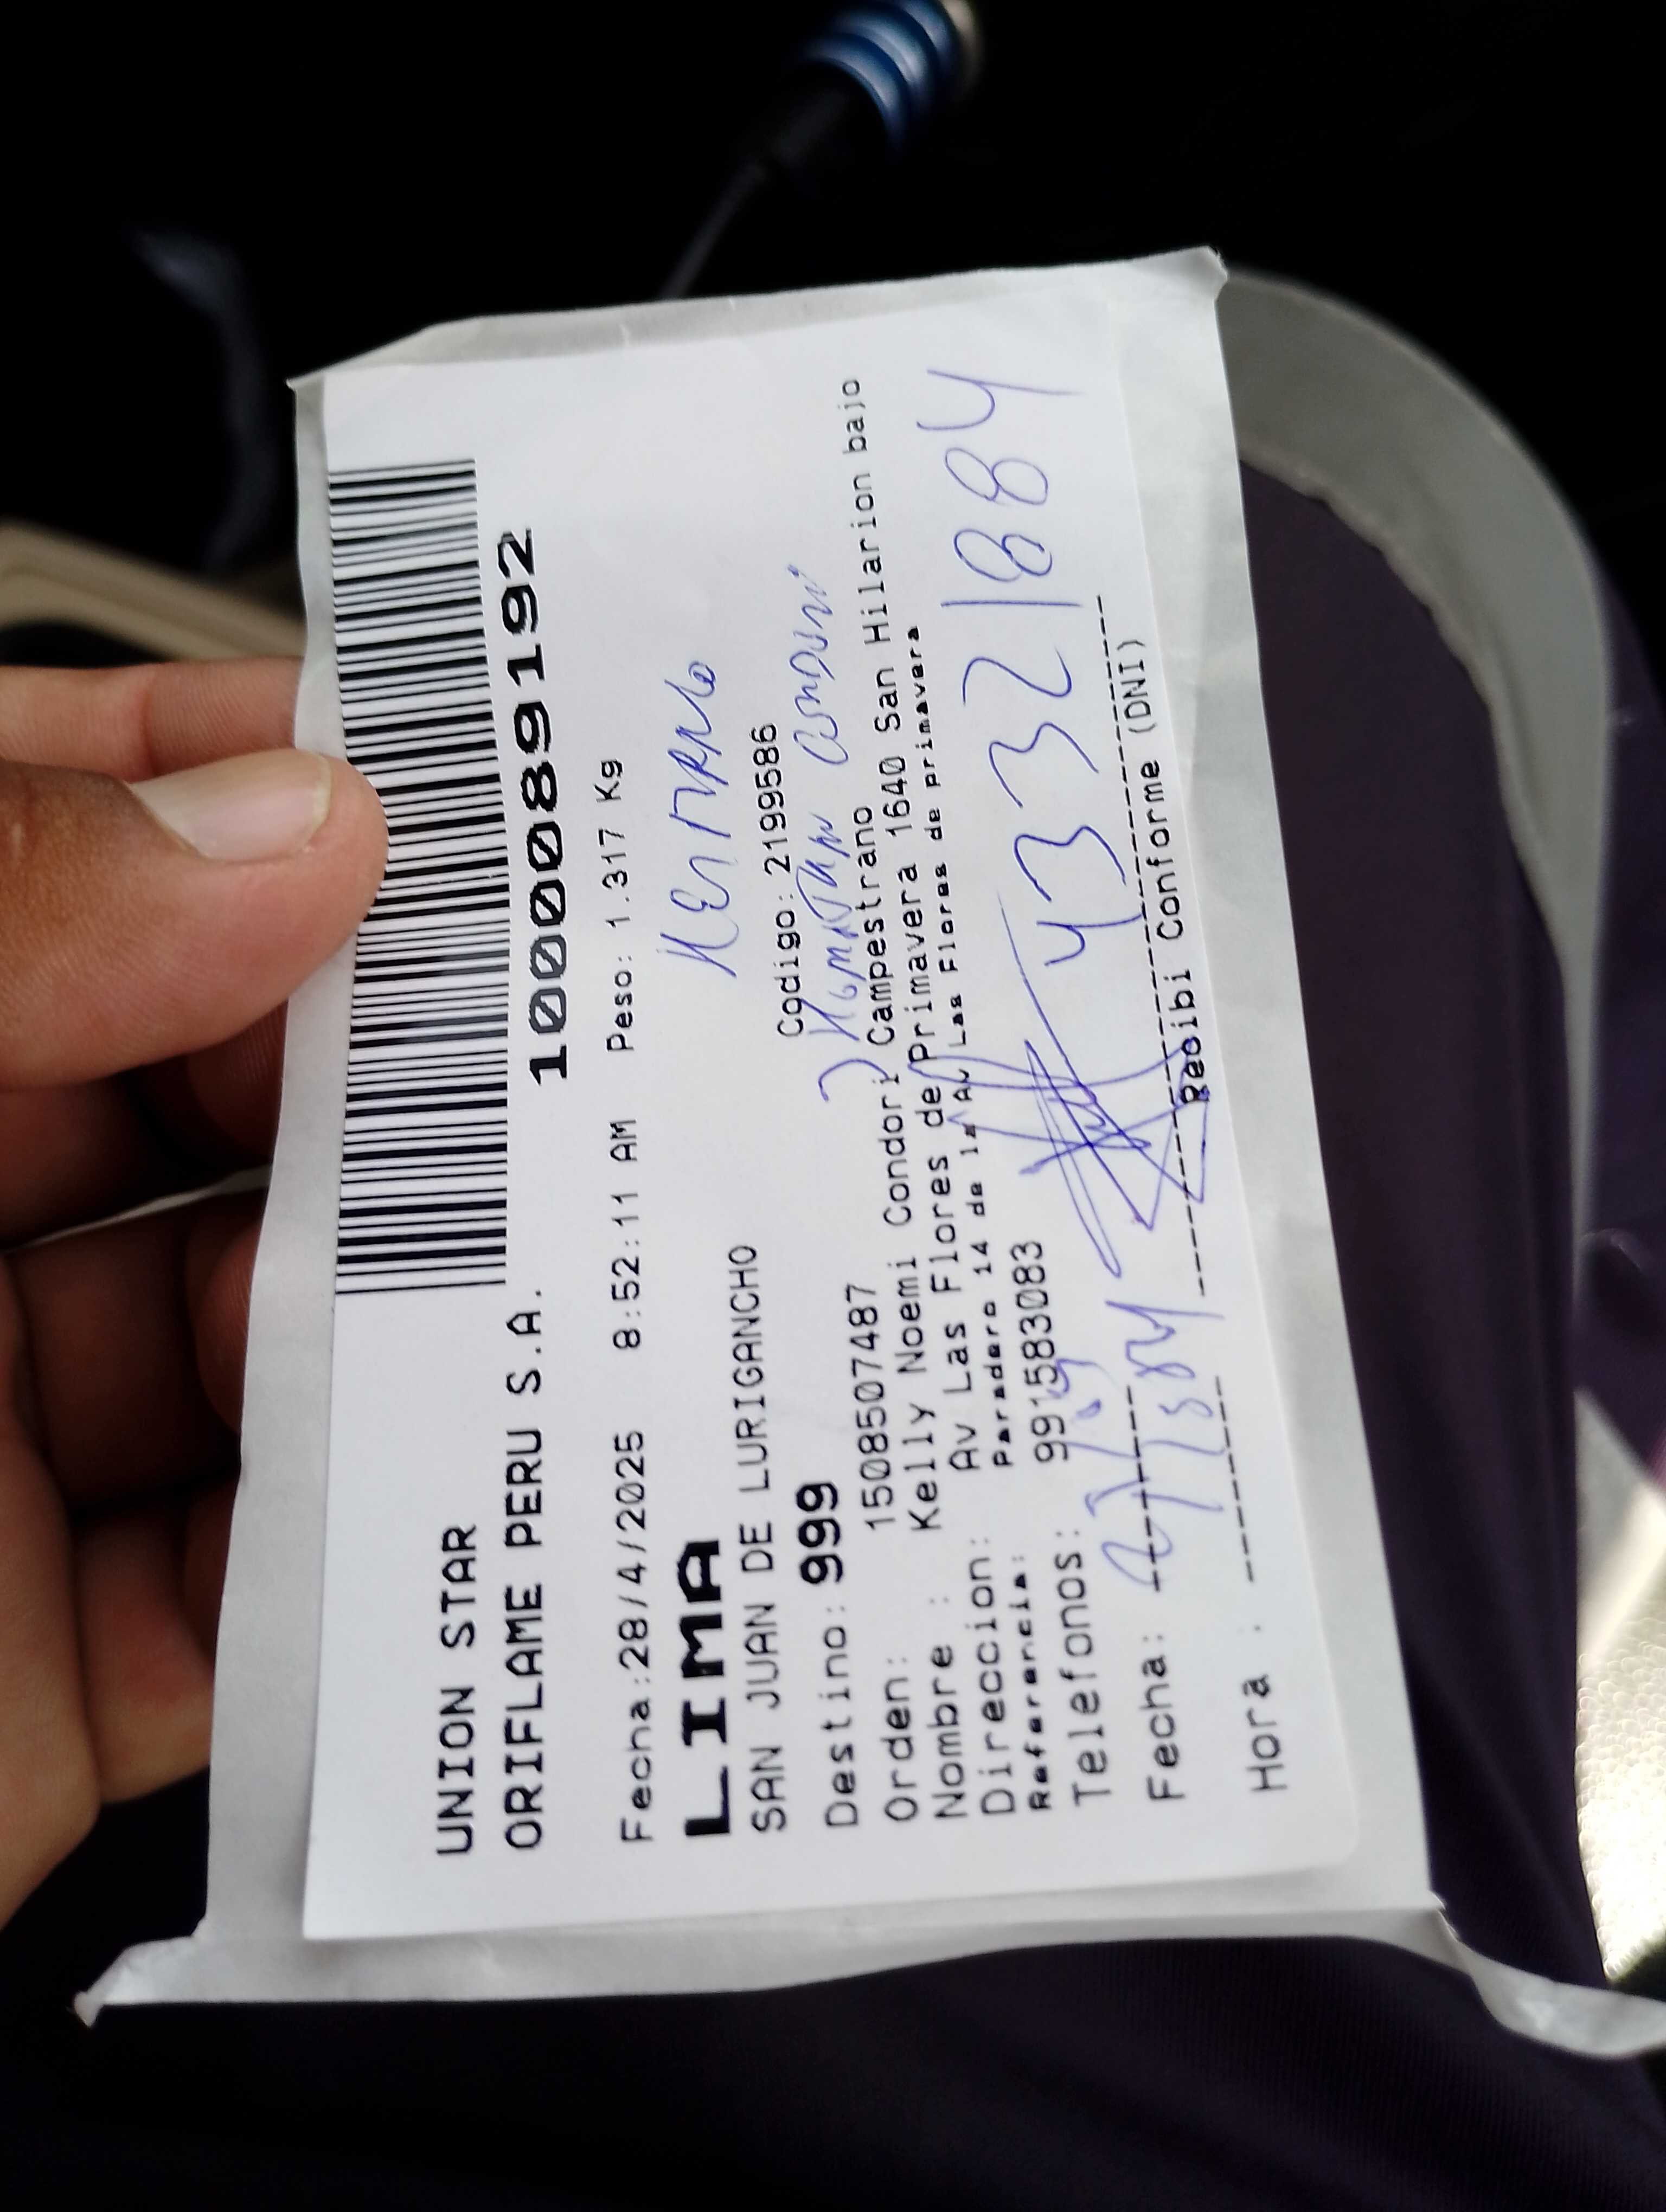 UNION STAR
ORIFLAME PERU S.A.
1000089192
Fecha:28/4/2025 8:52:11 AM Peso: 1.317 Kg
LIMA
SAN JUAN DE LURIGANCHO
Destino: 999 Codigo: 2199586
Orden: 1508507487
Nombre : Kelly Noemi Condori Campestrano
Direccion: Av Las Flores de Primavera 1640 San Hilarion bajo
Referencia: Paradero 14 de la Av Las Flores de primavera
Telefonos: 991583083
43321884
Fecha:
Recibi Conforme (DNI)
Hora :